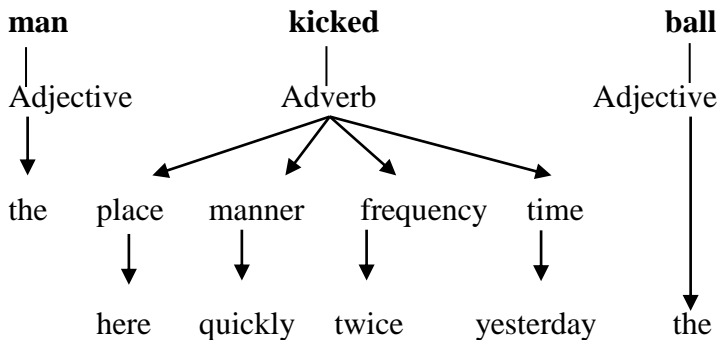 man kicked ball
Adjective Adverb Adjective
the place manner frequency time
here quickly twice yesterday the